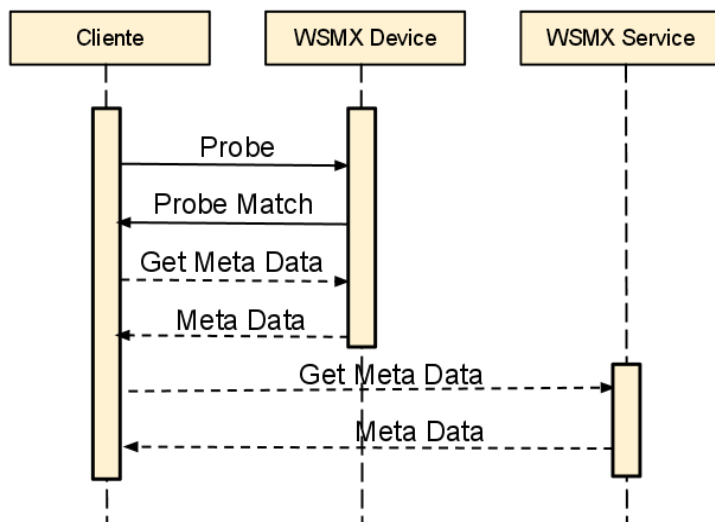 Cliente
WSMX Device
WSMX Service
Probe
Probe Match
Get Meta Data
Meta Data
Get Meta Data
Meta Data